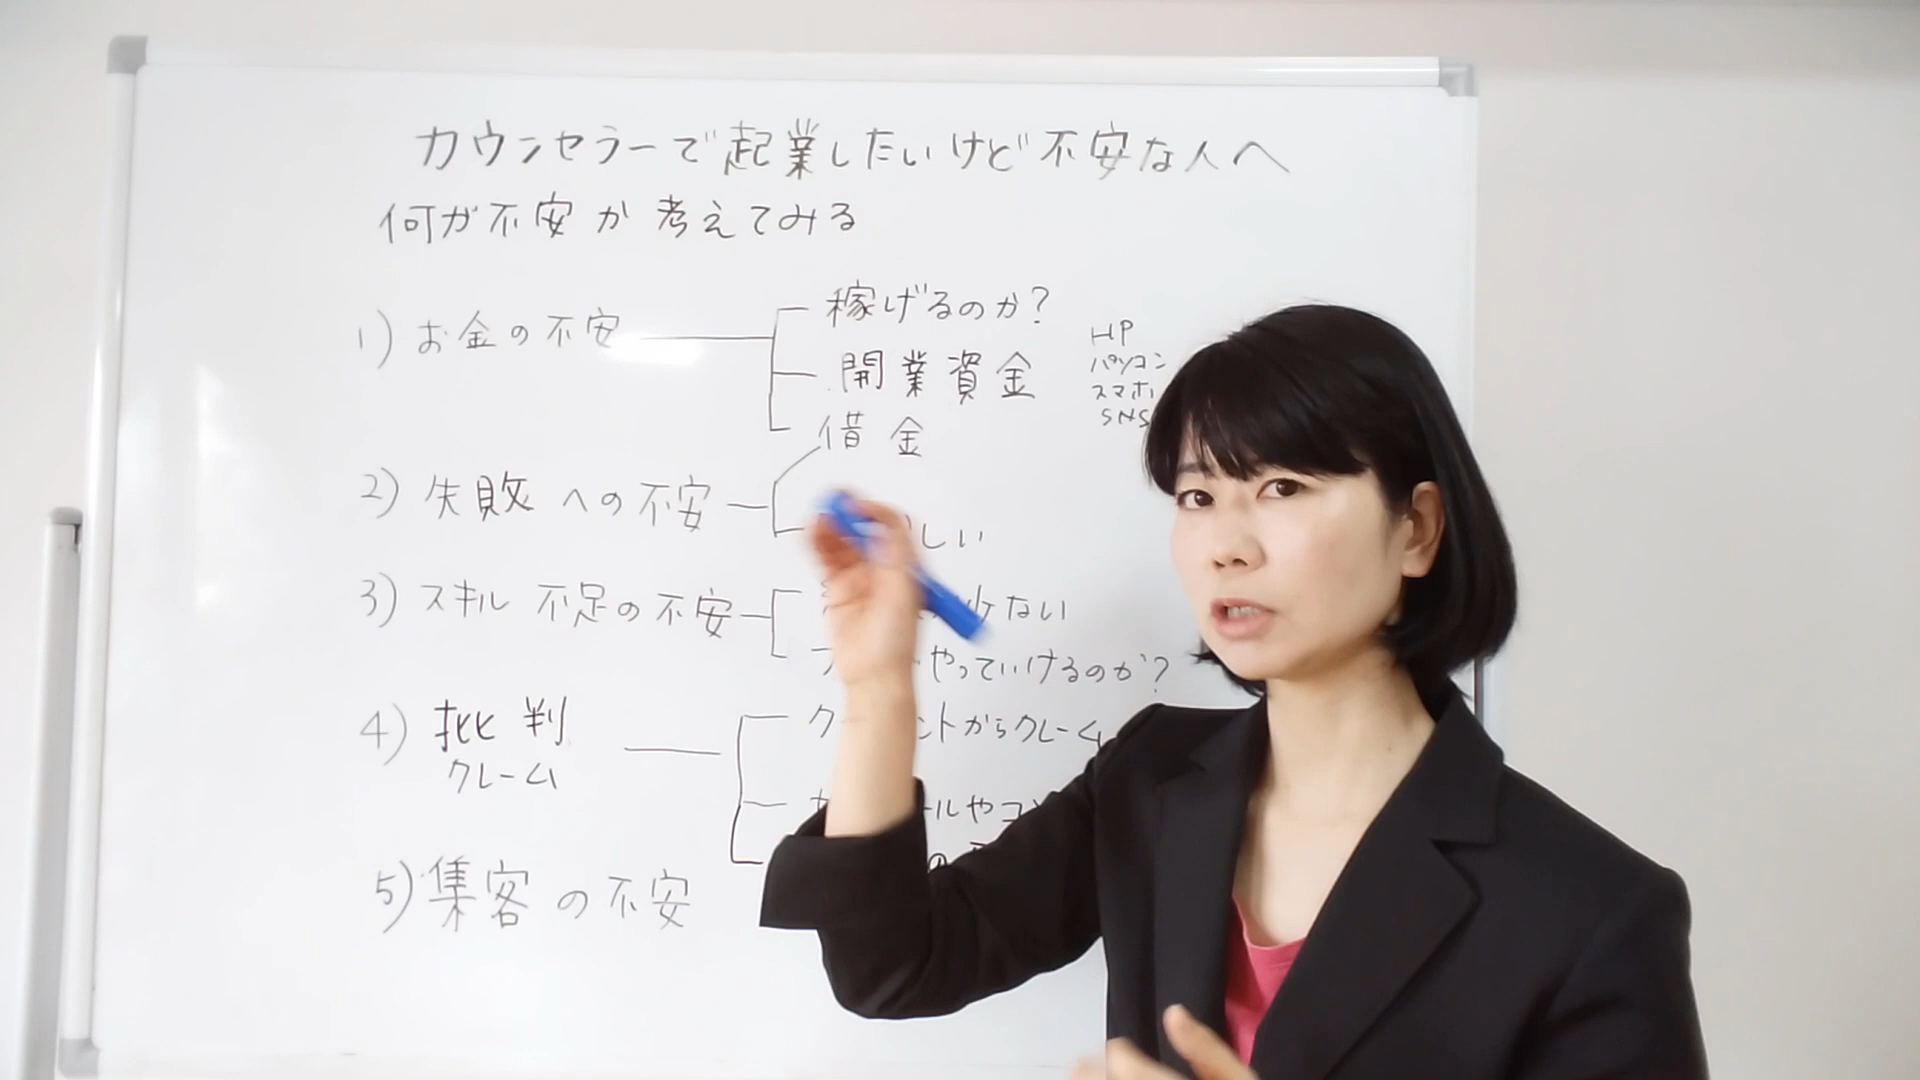 カウンセラーで起業したいけど不安な人へ
何が不安か考えてみる
1) お金の不安
稼げるのか?
開業資金
借金
HP
パソコン
スマホ
SNS
2) 失敗への不安
しい
3) スキル不足の不安
少ない
やっていけるのか?
4) 批判
クレーム
ントからクレーム
ールやコ
5) 集客の不安